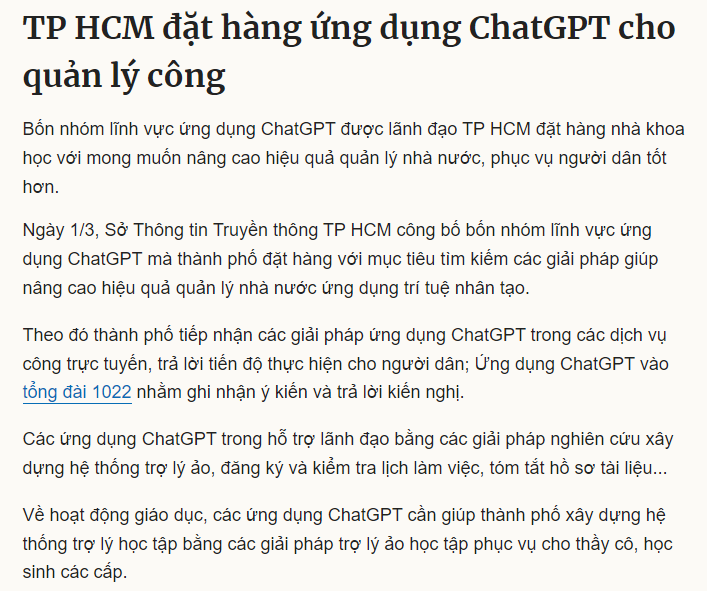 TP HCM đặt hàng ứng dụng ChatGPT cho
quản lý công
Bốn nhóm lĩnh vực ứng dụng ChatGPT được lãnh đạo TP HCM đặt hàng nhà khoa
học với mong muốn nâng cao hiệu quả quản lý nhà nước, phục vụ người dân tốt
hơn.
Ngày 1/3, Sở Thông tin Truyền thông TP HCM công bố bốn nhóm lĩnh vực ứng
dụng ChatGPT mà thành phố đặt hàng với mục tiêu tìm kiếm các giải pháp giúp
nâng cao hiệu quả quản lý nhà nước ứng dụng trí tuệ nhân tạo.
Theo đó thành phố tiếp nhận các giải pháp ứng dụng ChatGPT trong các dịch vụ
công trực tuyến, trả lời tiến độ thực hiện cho người dân; Ứng dụng ChatGPT vào
tổng đài 1022 nhằm ghi nhận ý kiến và trả lời kiến nghị.
Các ứng dụng ChatGPT trong hỗ trợ lãnh đạo bằng các giải pháp nghiên cứu xây
dựng hệ thống trợ lý ảo, đăng ký và kiểm tra lịch làm việc, tóm tắt hồ sơ tài liệu...
Về hoạt động giáo dục, các ứng dụng ChatGPT cần giúp thành phố xây dựng hệ
thống trợ lý học tập bằng các giải pháp trợ lý ảo học tập phục vụ cho thầy cô, học
sinh các cấp.